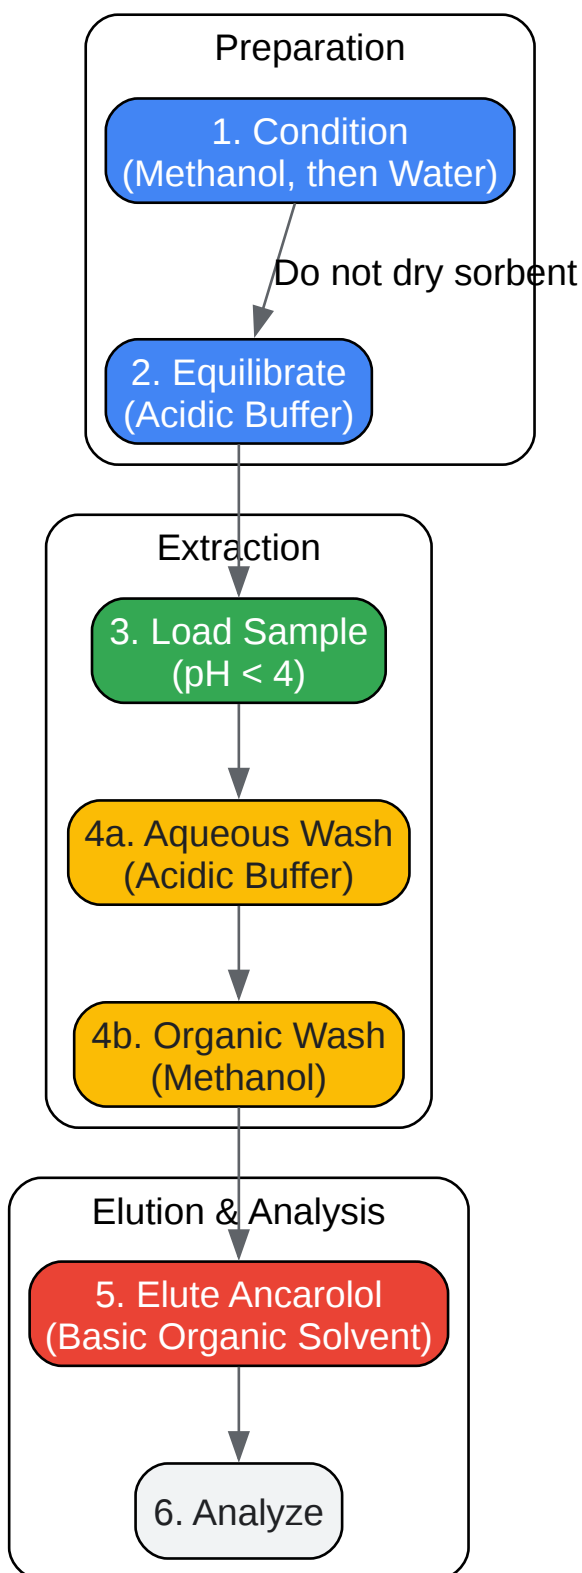 Preparation
1. Condition
(Methanol, then Water)
Do not dry sorbent
2. Equilibrate
(Acidic Buffer)
Extraction
3. Load Sample
(pH < 4)
4a. Aqueous Wash
(Acidic Buffer)
4b. Organic Wash
(Methanol)
Elution & Analysis
5. Elute Ancarolol
(Basic Organic Solvent)
6. Analyze